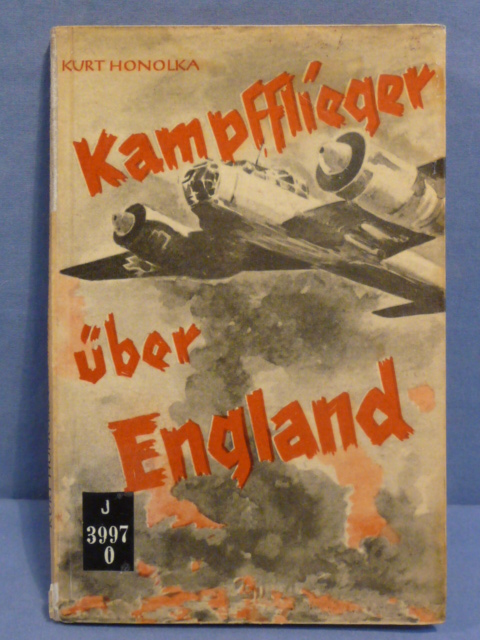 KURT HONOLKA
Kampfflieger
über
England
J
3997
0